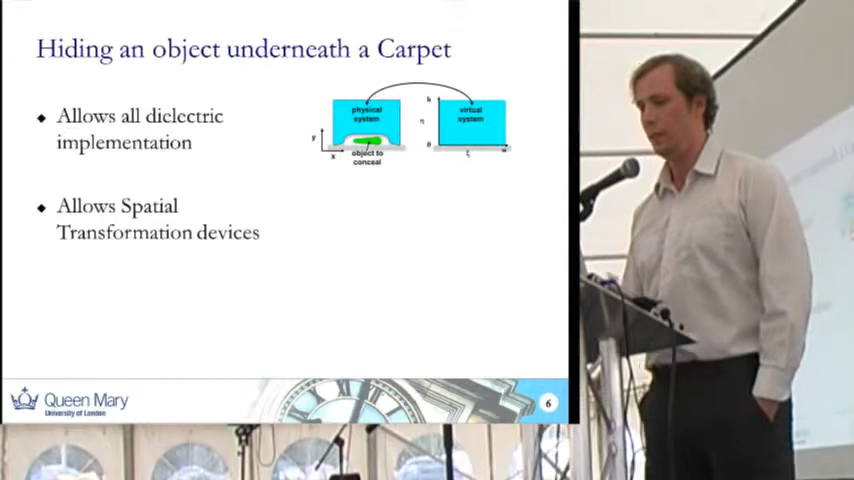 Hiding an object underneath a Carpet
◆ Allows all dielectric
implementation
◆ Allows Spatial
Transformation devices
physical
system
virtual
system
h
η
0
y
x
object to
conceal
Queen Mary
University of London
6